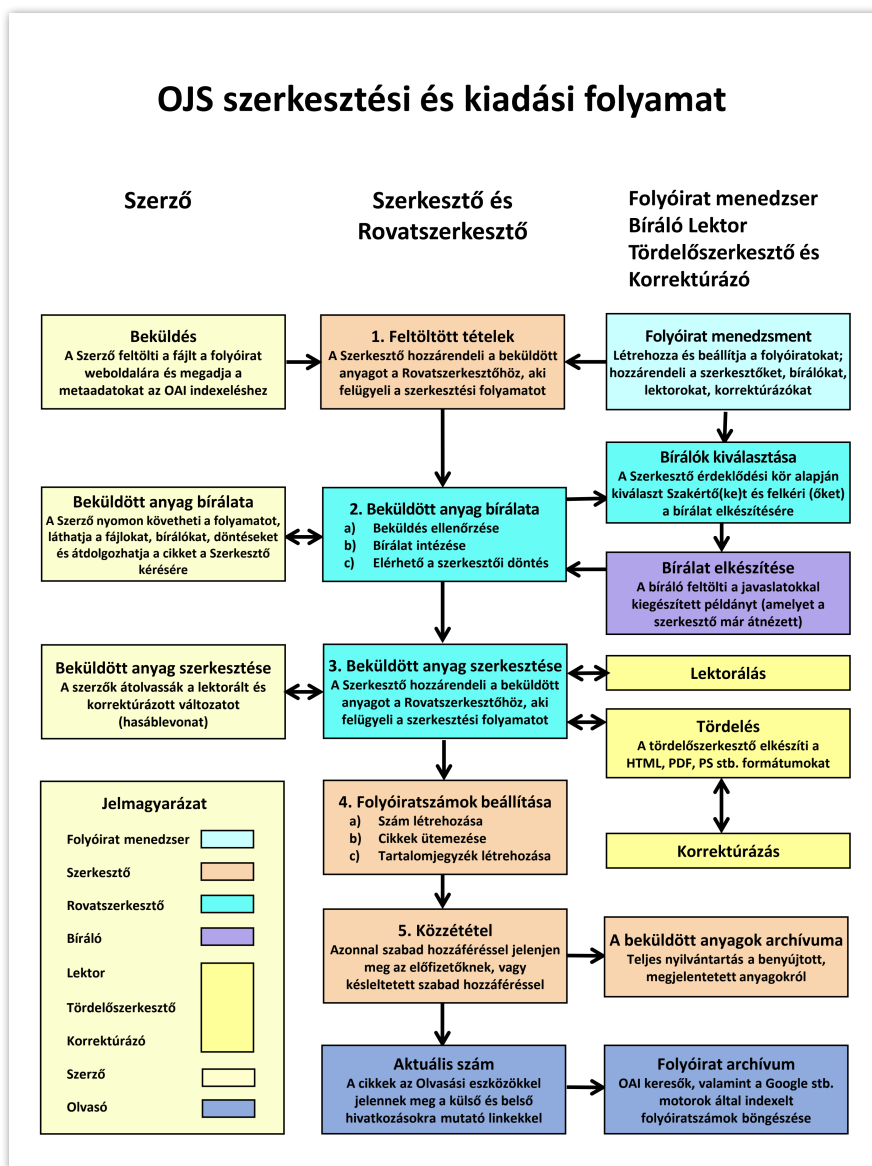 OJS szerkesztési és kiadási folyamat
Szerző
Szerkesztő és
Rovatszerkesztő
Folyóirat menedzser
Bíráló Lektor
Tördelőszerkesztő és
Korrektúrázó
Beküldés
A Szerző feltölti a fájlt a folyóirat
weboldalára és megadja a
metaadatokat az OAI indexeléshez
1. Feltöltött tételek
A Szerkesztő hozzárendeli a beküldött
anyagot a Rovatszerkesztőhöz, aki
felügyeli a szerkesztési folyamatot
Folyóirat menedzsment
Létrehozza és beállítja a folyóiratokat;
hozzárendeli a szerkesztőket, bírálókat,
lektorokat, korrektúrázókat
Bírálók kiválasztása
A Szerkesztő érdeklődési kör alapján
kiválaszt Szakértő(ke)t és felkéri (őket)
a bírálat elkészítésére
Beküldött anyag bírálata
A Szerző nyomon követheti a folyamatot,
láthatja a fájlokat, bírálókat, döntéseket
és átdolgozhatja a cikket a Szerkesztő
kérésére
2. Beküldött anyag bírálata
a) Beküldés ellenőrzése
b) Bírálat intézése
c) Elérhető a szerkesztői döntés
Bírálat elkészítése
A bíráló feltölti a javaslatokkal
kiegészített példányt (amelyet a
szerkesztő már átnézett)
Beküldött anyag szerkesztése
A szerzők átolvassák a lektorált és
korrektúrázott változatot
(hasáblevonat)
3. Beküldött anyag szerkesztése
A Szerkesztő hozzárendeli a beküldött
anyagot a Rovatszerkesztőhöz, aki
felügyeli a szerkesztési folyamatot
Lektorálás
Tördelés
A tördelőszerkesztő elkészíti a
HTML, PDF, PS stb. formátumokat
Korrektúrázás
4. Folyóiratszámok beállítása
a) Szám létrehozása
b) Cikkek ütemezése
c) Tartalomjegyzék létrehozása
Jelmagyarázat
Folyóirat menedzser
Szerkesztő
Rovatszerkesztő
Bíráló
Lektor
Tördelőszerkesztő
Korrektúrázó
Szerző
Olvasó
5. Közzététel
Azonnal szabad hozzáféréssel jelenjen
meg az előfizetőknek, vagy
késleltetett szabad hozzáféréssel
A beküldött anyagok archívuma
Teljes nyilvántartás a benyújtott,
megjelentetett anyagokról
Aktuális szám
A cikkek az Olvasási eszközökkel
jelennek meg a külső és belső
hivatkozásokra mutató linkekkel
Folyóirat archívum
OAI keresők, valamint a Google stb.
motorok által indexelt
folyóiratszámok böngészése